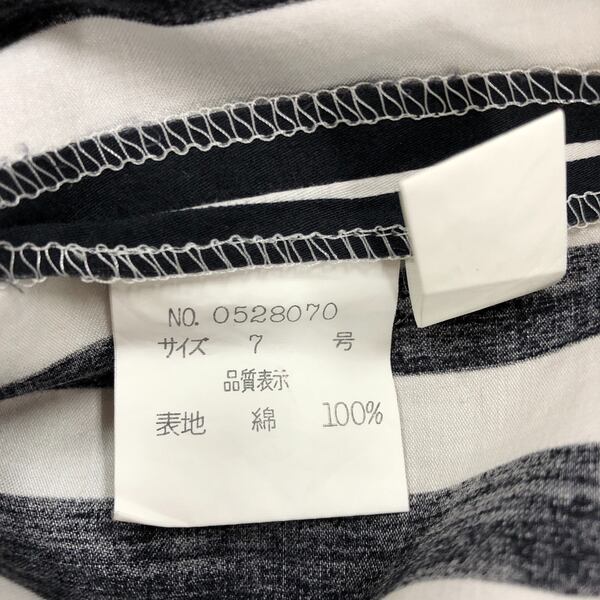 NO. 0528070
サイズ 7 号
品質表示
表地 綿 100%